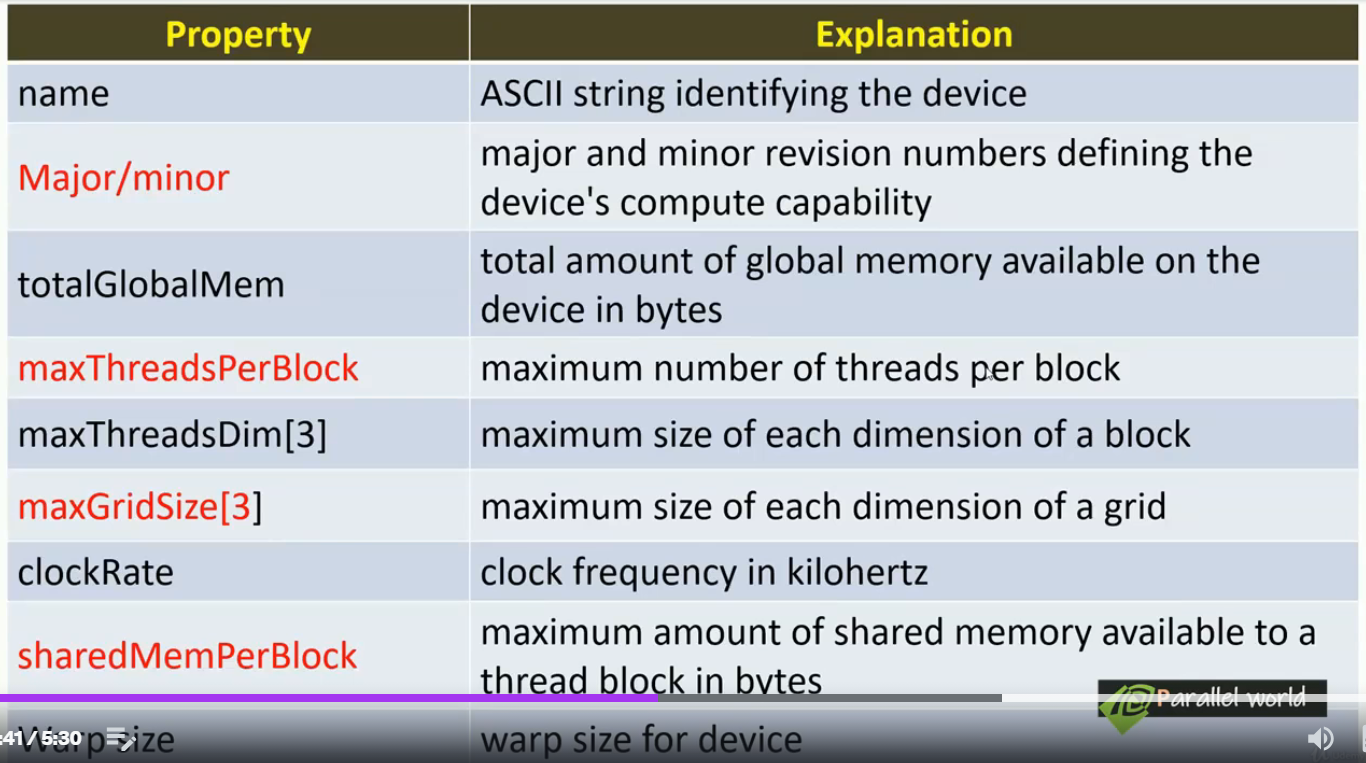 Property Explanation
name ASCII string identifying the device
Major/minor major and minor revision numbers defining the
device's compute capability
totalGlobalMem total amount of global memory available on the
device in bytes
maxThreadsPerBlock maximum number of threads per block
maxThreadsDim[3] maximum size of each dimension of a block
maxGridSize[3] maximum size of each dimension of a grid
clockRate clock frequency in kilohertz
sharedMemPerBlock maximum amount of shared memory available to a
thread block in bytes
Parallel world
Warp size warp size for device
:41 / 5:30